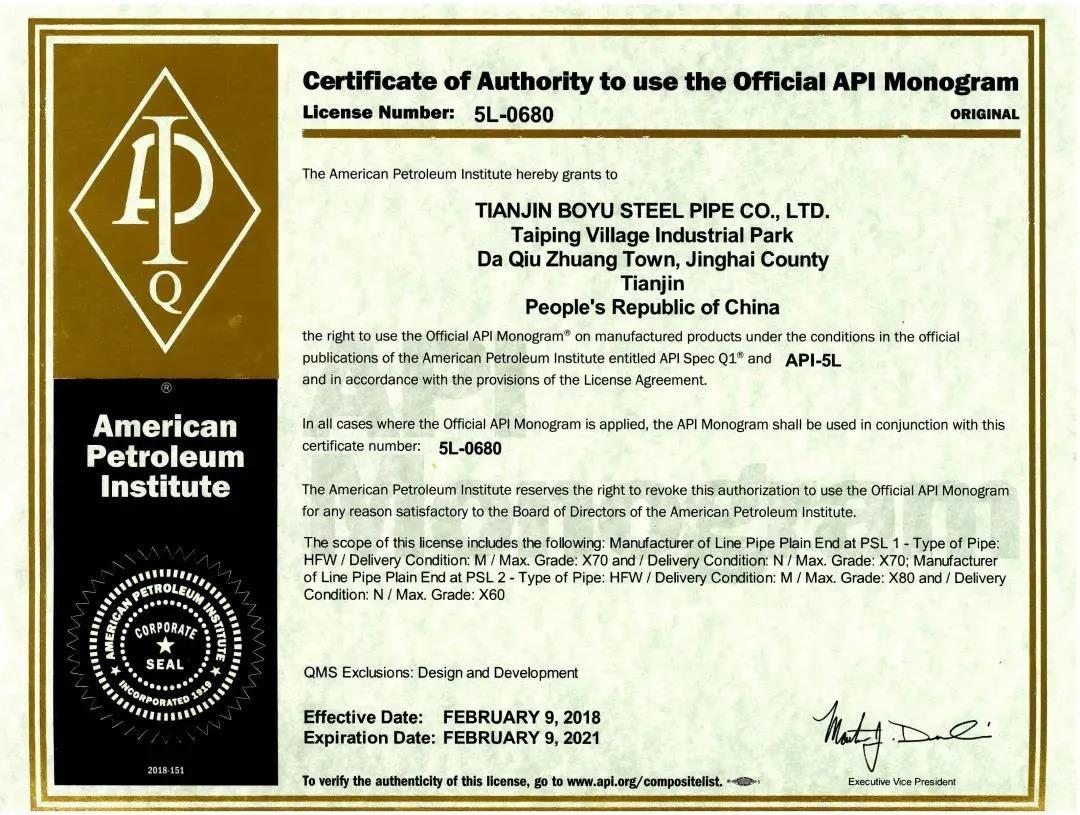 Certificate of Authority to use the Official API Monogram
License Number: 5L-0680
ORIGINAL
The American Petroleum Institute hereby grants to
TIANJIN BOYU STEEL PIPE CO., LTD.
Taiping Village Industrial Park
Da Qiu Zhuang Town, Jinghai County
Tianjin
People's Republic of China
the right to use the Official API Monogram® on manufactured products under the conditions in the official
publications of the American Petroleum Institute entitled API Spec Q1® and API-5L
and in accordance with the provisions of the License Agreement.
In all cases where the Official API Monogram is applied, the API Monogram shall be used in conjunction with this
certificate number: 5L-0680
The American Petroleum Institute reserves the right to revoke this authorization to use the Official API Monogram
for any reason satisfactory to the Board of Directors of the American Petroleum Institute.
The scope of this license includes the following: Manufacturer of Line Pipe Plain End at PSL 1 - Type of Pipe:
HFW / Delivery Condition: M / Max. Grade: X70 and / Delivery Condition: N / Max. Grade: X70; Manufacturer
of Line Pipe Plain End at PSL 2 - Type of Pipe: HFW / Delivery Condition: M / Max. Grade: X80 and / Delivery
Condition: N / Max. Grade: X60
QMS Exclusions: Design and Development
Effective Date: FEBRUARY 9, 2018
Expiration Date: FEBRUARY 9, 2021
To verify the authenticity of this license, go to www.api.org/compositelist.
Executive Vice President
API
Q
®
American
Petroleum
Institute
AMERICAN PETROLEUM INSTITUTE
CORPORATE
SEAL
INCORPORATED 1919
2018-151
API
Monogram